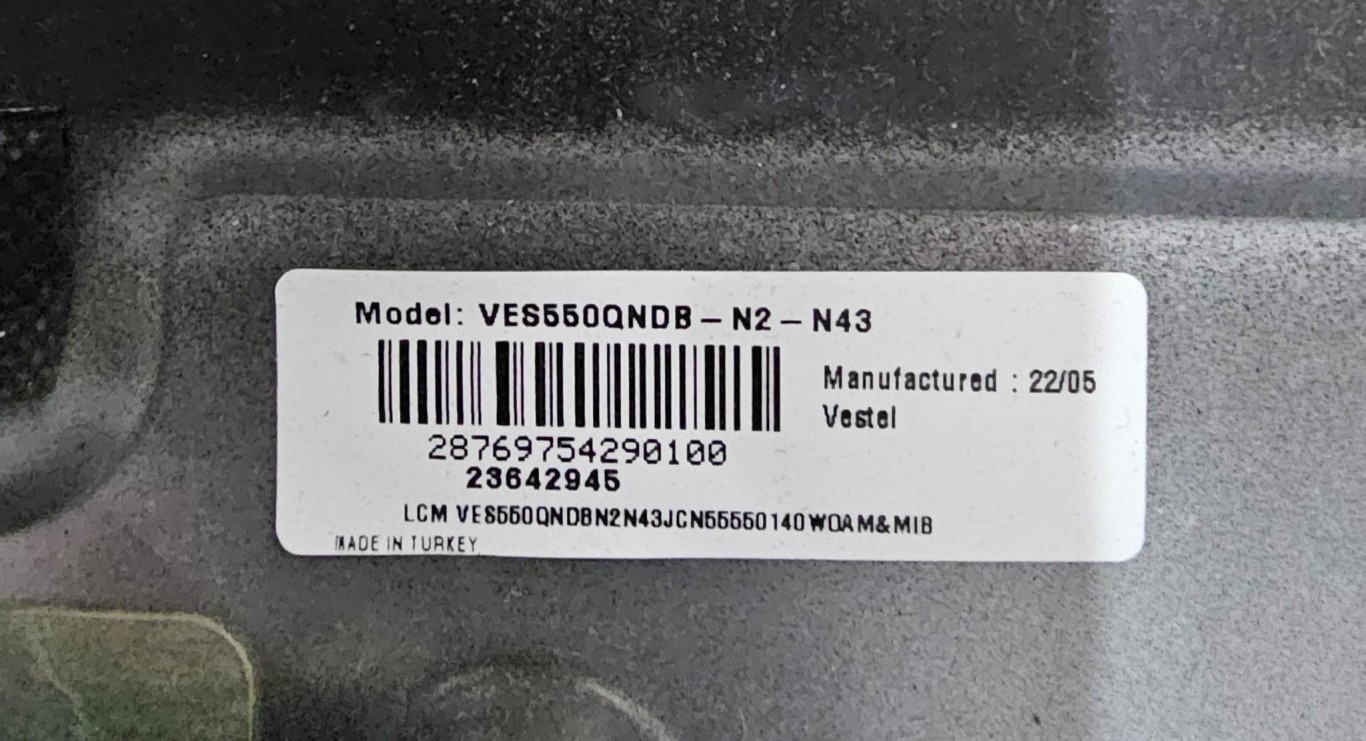 Model: VES550QNDB – N2 – N43
Manufactured : 22/05
Vestel
28769754290100
23642945
LCM VES550QNDBN2N43JCN55550140WOAM&MIB
MADE IN TURKEY